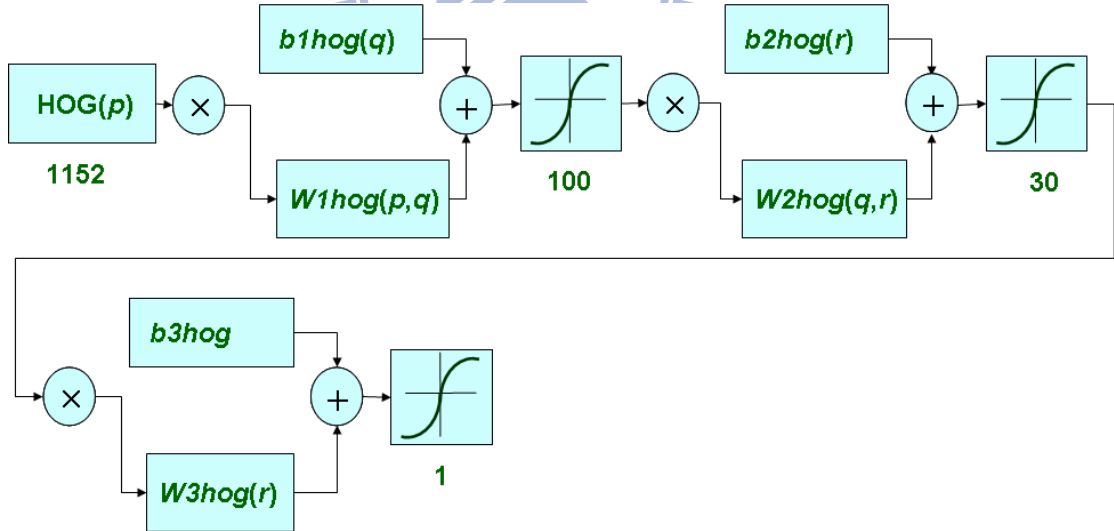 b1hog(q)
b2hog(r)
HOG(p)
×
+
×
+
1152
W1hog(p,q)
100
W2hog(q,r)
30
b3hog
×
+
W3hog(r)
1